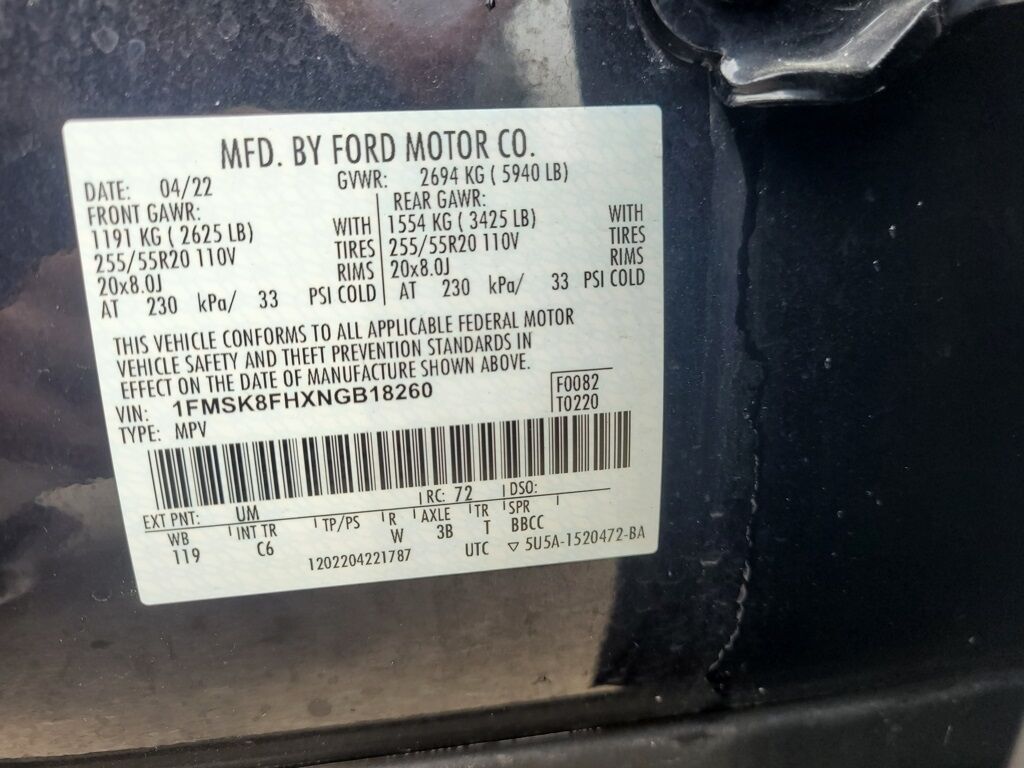 MFD. BY FORD MOTOR CO.
DATE: 04/22 GVWR: 2694 KG ( 5940 LB)
FRONT GAWR: REAR GAWR:
1191 KG ( 2625 LB) WITH 1554 KG ( 3425 LB) WITH
255/55R20 110V TIRES 255/55R20 110V TIRES
20x8.0J RIMS 20x8.0J RIMS
AT 230 kPa/ 33 PSI COLD AT 230 kPa/ 33 PSI COLD
THIS VEHICLE CONFORMS TO ALL APPLICABLE FEDERAL MOTOR
VEHICLE SAFETY AND THEFT PREVENTION STANDARDS IN
EFFECT ON THE DATE OF MANUFACTURE SHOWN ABOVE.
VIN: 1FMSK8FHXNGB18260 F0082
TYPE: MPV T0220
EXT PNT: UM RC: 72 DSO:
WB INT TR TP/PS R AXLE TR SPR
119 C6 W 3B T BBCC
1202204221787 UTC ▽ 5U5A-1520472-BA